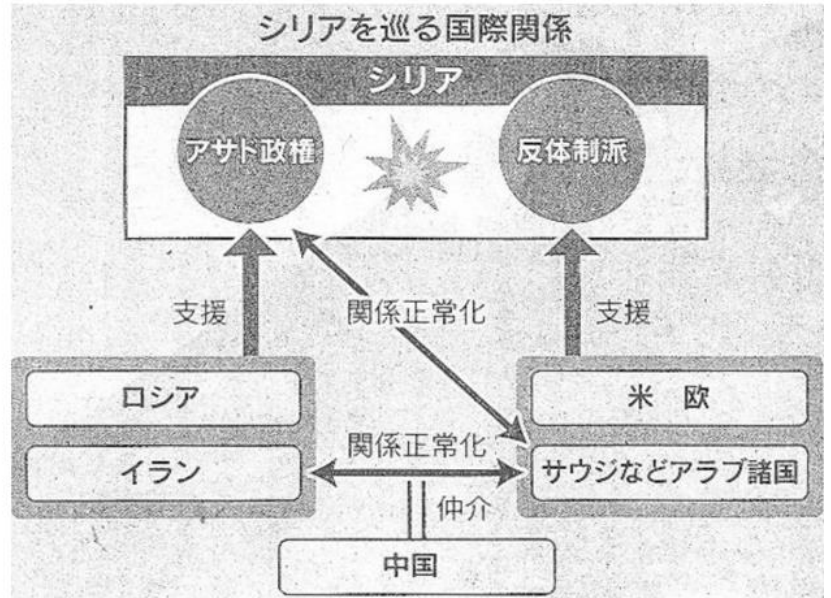 シリアを巡る国際関係
シリア
アサド政権
反体制派
支援
関係正常化
支援
ロシア
米 欧
関係正常化
イラン
サウジなどアラブ諸国
仲介
中国